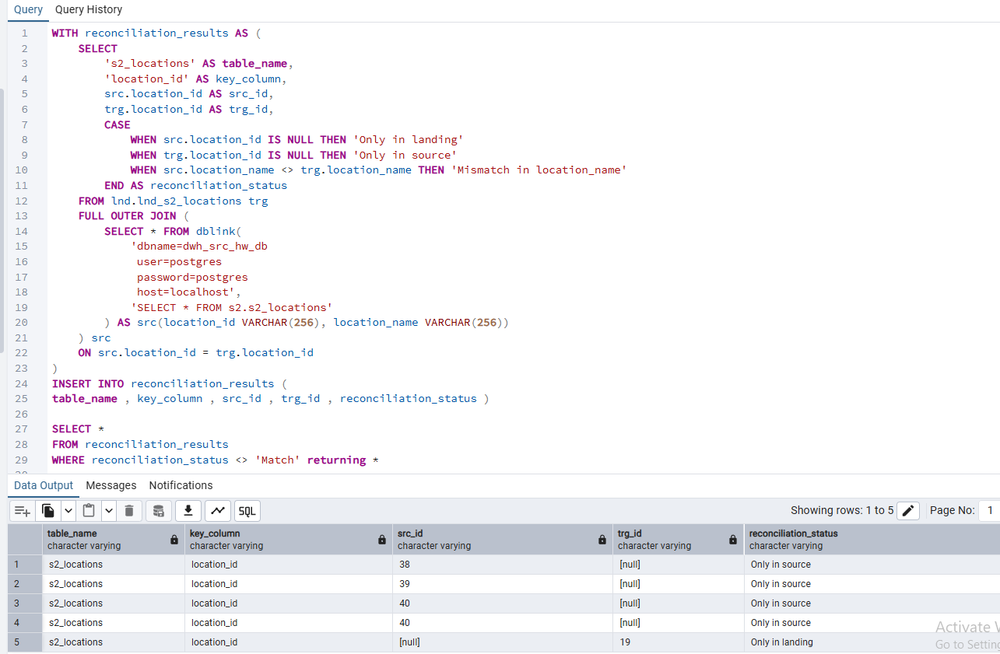 Query Query History
1 WITH reconciliation_results AS (
2 SELECT
3 's2_locations' AS table_name,
4 'location_id' AS key_column,
5 src.location_id AS src_id,
6 trg.location_id AS trg_id,
7 CASE
8 WHEN src.location_id IS NULL THEN 'Only in landing'
9 WHEN trg.location_id IS NULL THEN 'Only in source'
10 WHEN src.location_name <> trg.location_name THEN 'Mismatch in location_name'
11 END AS reconciliation_status
12 FROM lnd.lnd_s2_locations trg
13 FULL OUTER JOIN (
14 SELECT * FROM dblink(
15 'dbname=dwh_src_hw_db
16 user=postgres
17 password=postgres
18 host=localhost',
19 'SELECT * FROM s2.s2_locations'
20 ) AS src(location_id VARCHAR(256), location_name VARCHAR(256))
21 ) src
22 ON src.location_id = trg.location_id
23 )
24 INSERT INTO reconciliation_results (
25 table_name , key_column , src_id , trg_id , reconciliation_status )
26
27 SELECT *
28 FROM reconciliation_results
29 WHERE reconciliation_status <> 'Match' returning *
Data Output Messages Notifications
SQL Showing rows: 1 to 5 Page No: 1
table_name key_column src_id trg_id reconciliation_status
character varying character varying character varying character varying character varying
1 s2_locations location_id 38 [null] Only in source
2 s2_locations location_id 39 [null] Only in source
3 s2_locations location_id 40 [null] Only in source
4 s2_locations location_id 40 [null] Only in source
5 s2_locations location_id [null] 19 Only in landing
Activate
Go to Setting